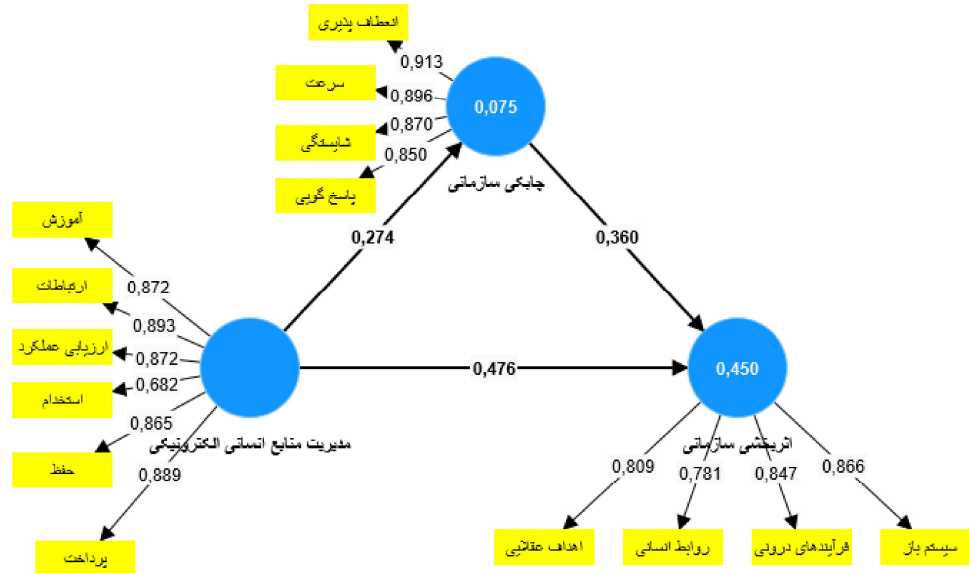 انعطاف پذیری
0,913
سرعت
0,896
0,075
0,870
شایستگی
0,850
پاسخ گویی
چابکی سازمانی
آموزش
0,274
0,360
0,872
ارتباطات
0,893
ارزیابی عملکرد
0,872
0,476
0,450
0,682
استخدام
0,865
مدیریت منابع انسانی الکترونیکی
اثربخشی سازمانی
حفظ
0,889
0,809
0,781
0,847
0,866
پرداخت
اهداف عقلایی
روابط انسانی
فرآیندهای درونی
سیستم باز